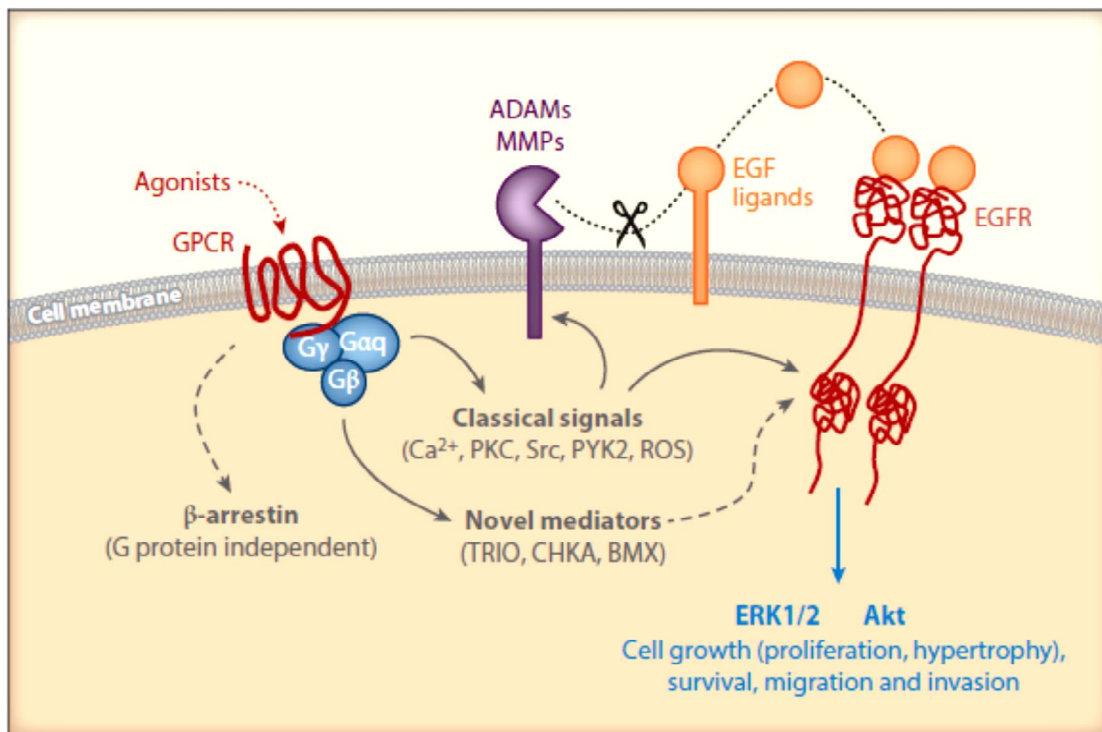 ADAMs
MMPs
Agonists
EGF
ligands
GPCR
EGFR
Cell membrane
Gγ
Gαq
Gβ
Classical signals
(Ca²⁺, PKC, Src, PYK2, ROS)
β-arrestin
(G protein independent)
Novel mediators
(TRIO, CHKA, BMX)
ERK1/2 Akt
Cell growth (proliferation, hypertrophy),
survival, migration and invasion